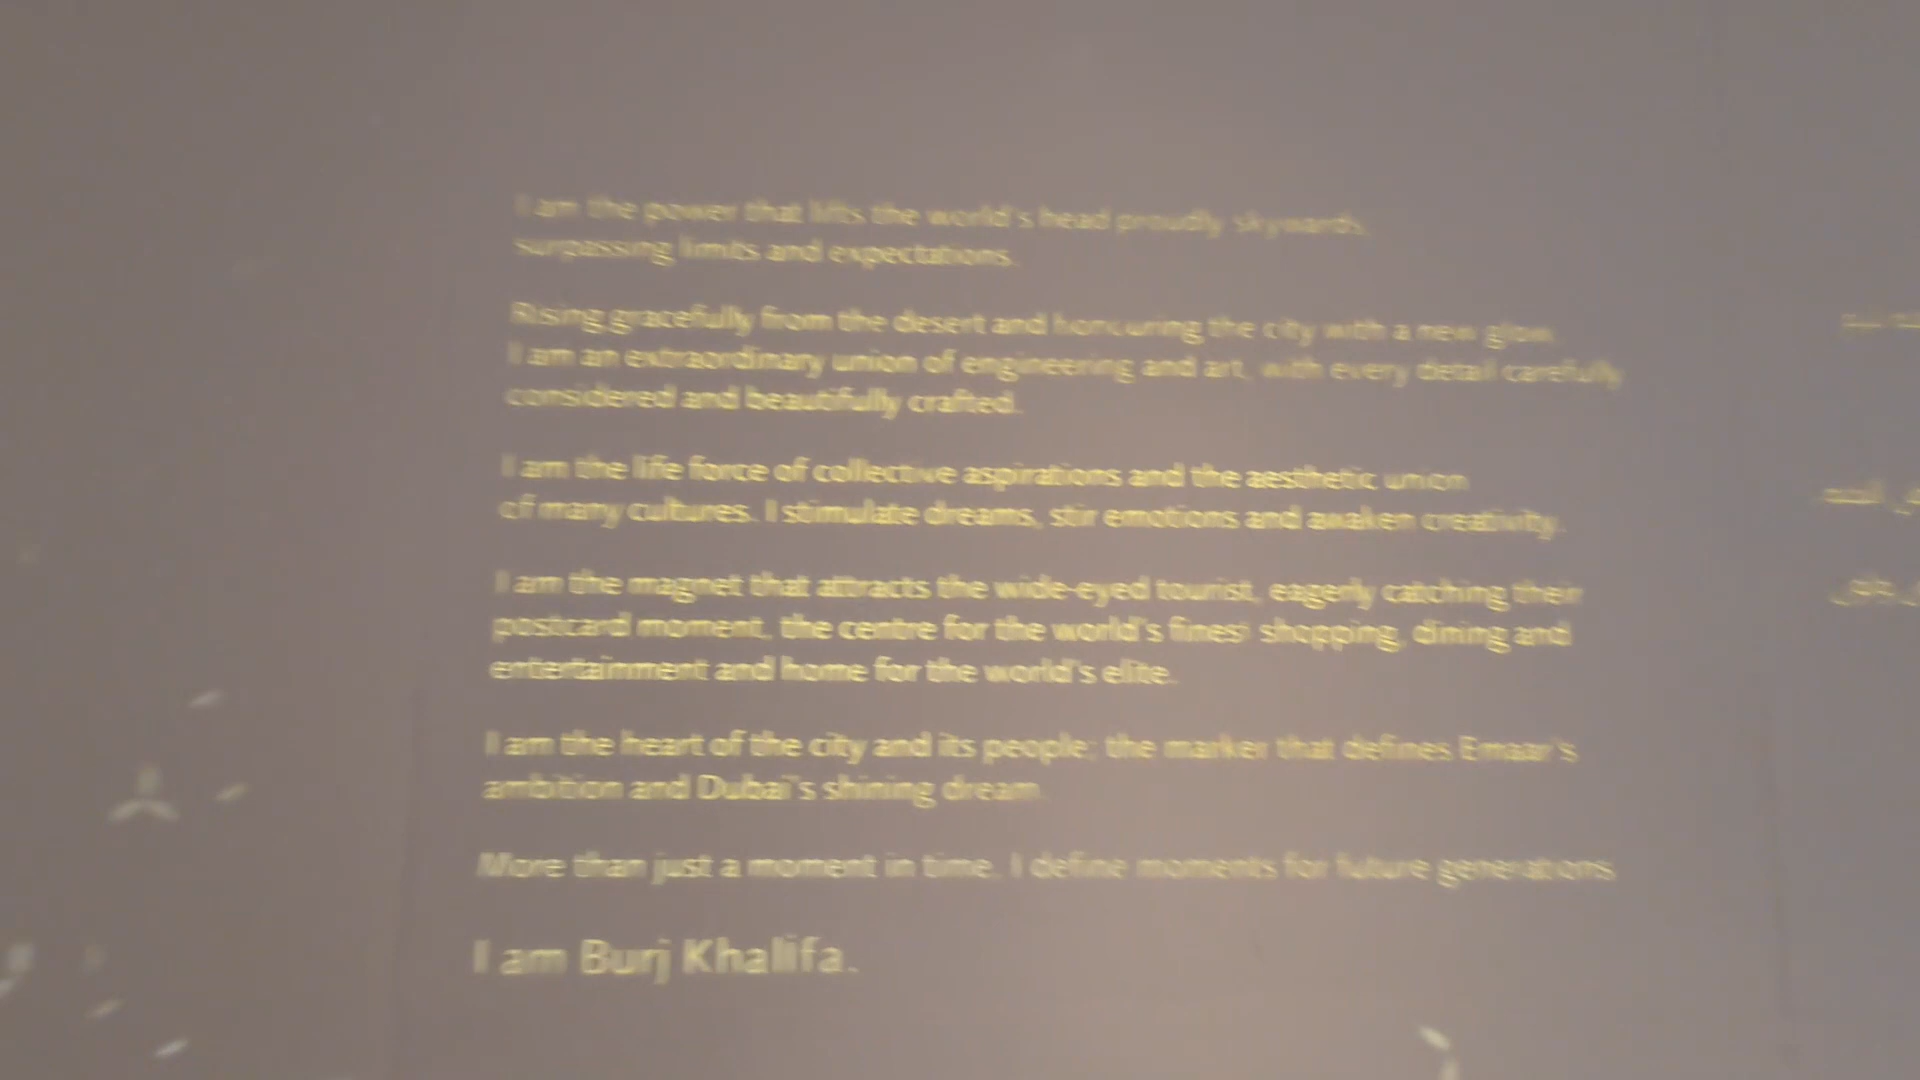 I am the power that lifts the world's head proudly skywards,
surpassing limits and expectations.
Rising gracefully from the desert and honouring the city with a new glow.
I am an extraordinary union of engineering and art, with every detail carefully
considered and beautifully crafted.
I am the life force of collective aspirations and the aesthetic union
of many cultures. I stimulate dreams, stir emotions and awaken creativity.
I am the magnet that attracts the wide-eyed tourist, eagerly catching their
postcard moment, the centre for the world's finest shopping, dining and
entertainment and home for the world's elite.
I am the heart of the city and its people; the marker that defines Emaar's
ambition and Dubai's shining dream.
More than just a moment in time, I define moments for future generations.
I am Burj Khalifa.